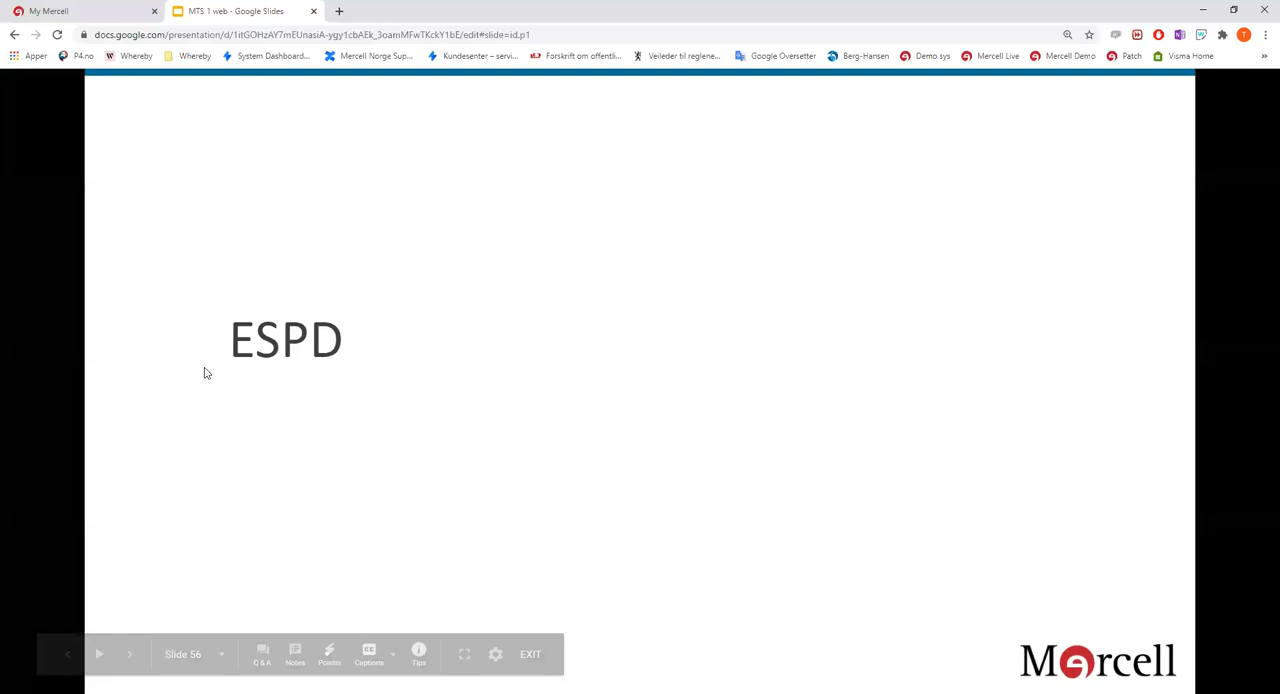 My Mercell
MTS 1 web - Google Slides
docs.google.com/presentation/d/1itGOHzAY7mEUnasiA-ygy1cbAEk_3oarnMFwTKckY1bE/edit#slide=id.p1
Apper P4.no Whereby Whereby System Dashboard... Mercell Norge Sup... Kundesenter – servi... Forskrift om offentli... Veileder til reglene... Google Oversetter Berg-Hansen Demo sys Mercell Live Mercell Demo Patch Visma Home »
ESPD
Slide 56
Q & A Notes Pointer Captions Tips EXIT
Mercell